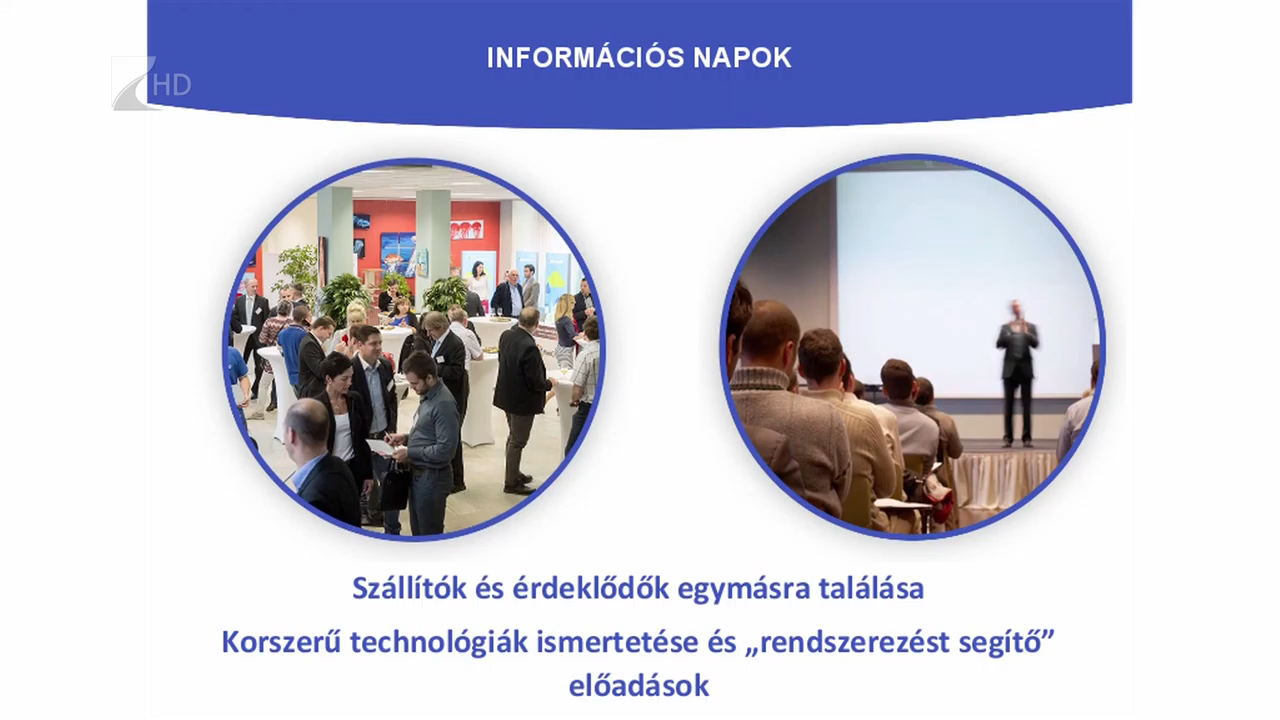 INFORMÁCIÓS NAPOK
HD
Szállítók és érdeklődők egymásra találása
Korszerű technológiák ismertetése és „rendszerezést segítő”
előadások